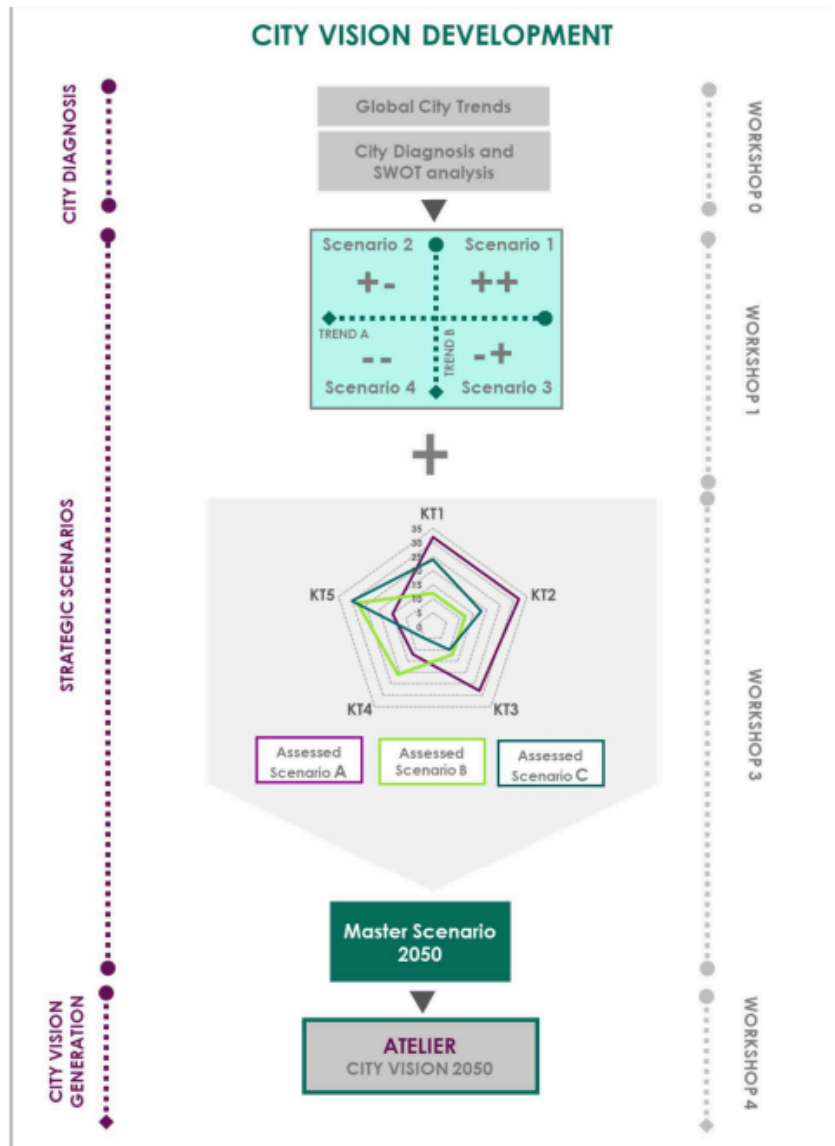 CITY VISION DEVELOPMENT
CITY DIAGNOSIS
Global City Trends
City Diagnosis and
SWOT analysis
WORKSHOP 0
STRATEGIC SCENARIOS
Scenario 2
Scenario 1
+-
++
TREND A
TREND B
--
-+
Scenario 4
Scenario 3
WORKSHOP 1
+
KT1
35
30
25
20
15
10
5
0
KT5
KT2
KT4
KT3
Assessed
Scenario A
Assessed
Scenario B
Assessed
Scenario C
WORKSHOP 3
Master Scenario
2050
CITY VISION
GENERATION
ATELIER
CITY VISION 2050
WORKSHOP 4